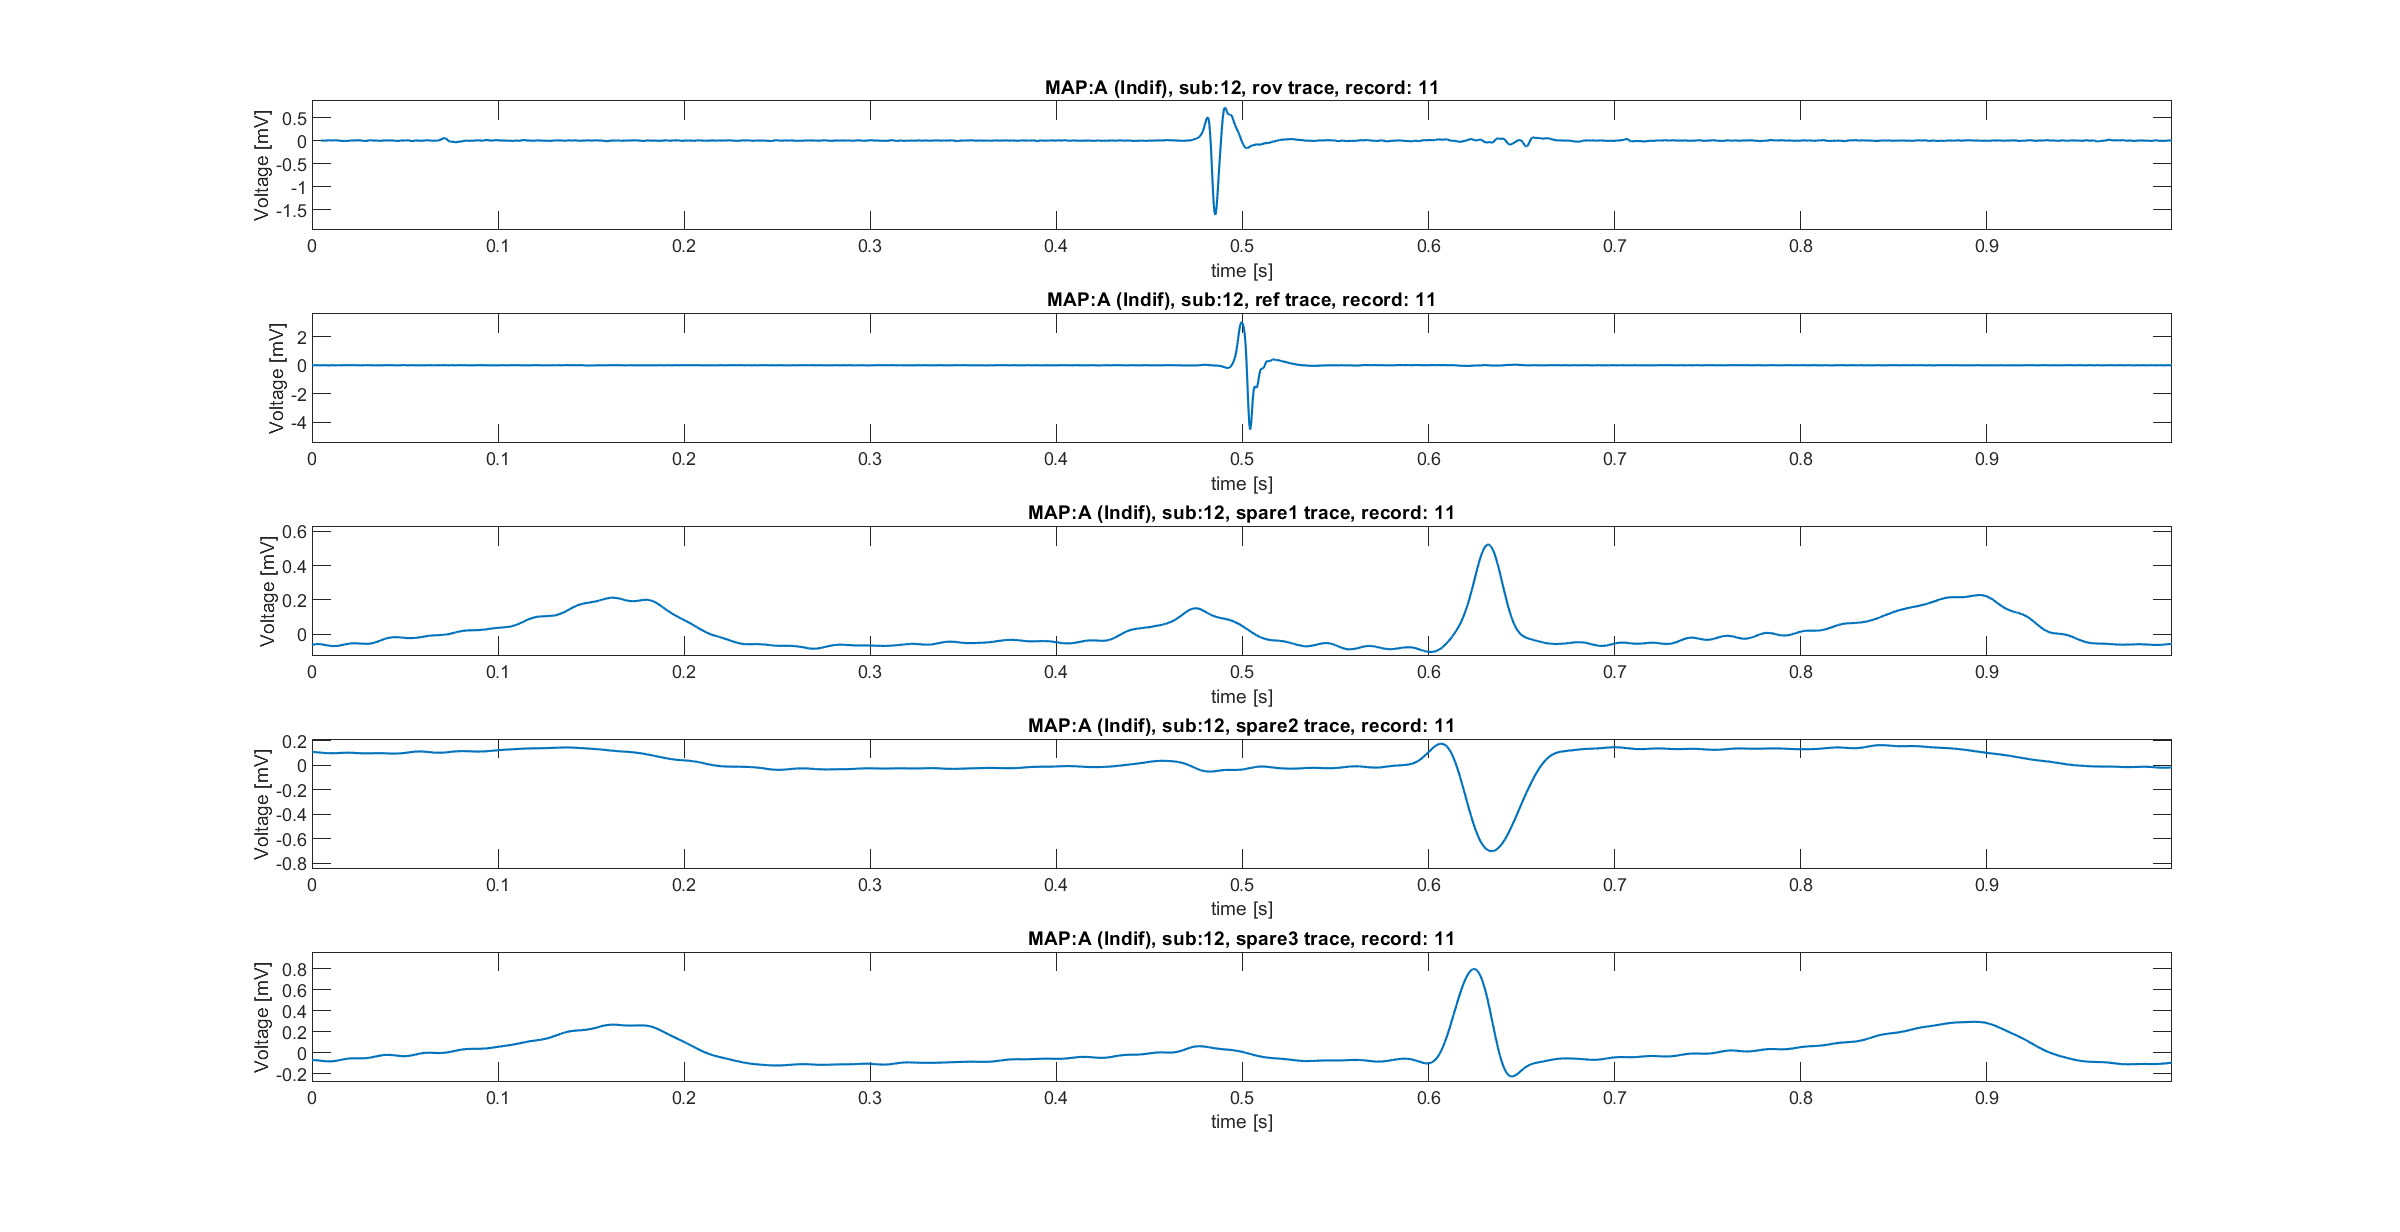 MAP:A (Indif), sub:12, rov trace, record: 11
Voltage [mV]
0.5
0
-0.5
-1
-1.5
0 0.1 0.2 0.3 0.4 0.5 0.6 0.7 0.8 0.9
time [s]
MAP:A (Indif), sub:12, ref trace, record: 11
Voltage [mV]
2
0
-2
-4
0 0.1 0.2 0.3 0.4 0.5 0.6 0.7 0.8 0.9
time [s]
MAP:A (Indif), sub:12, spare1 trace, record: 11
Voltage [mV]
0.6
0.4
0.2
0
0 0.1 0.2 0.3 0.4 0.5 0.6 0.7 0.8 0.9
time [s]
MAP:A (Indif), sub:12, spare2 trace, record: 11
Voltage [mV]
0.2
0
-0.2
-0.4
-0.6
-0.8
0 0.1 0.2 0.3 0.4 0.5 0.6 0.7 0.8 0.9
time [s]
MAP:A (Indif), sub:12, spare3 trace, record: 11
Voltage [mV]
0.8
0.6
0.4
0.2
0
-0.2
0 0.1 0.2 0.3 0.4 0.5 0.6 0.7 0.8 0.9
time [s]